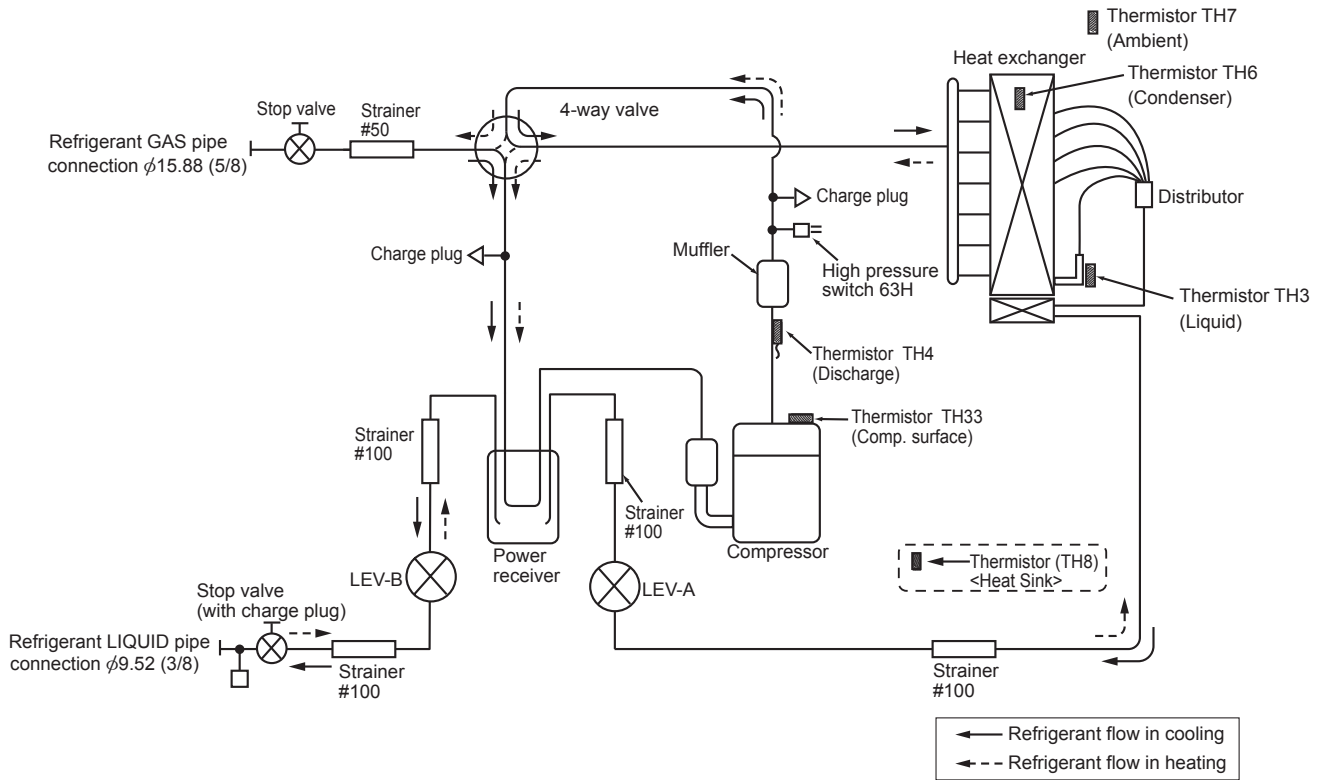 Thermistor TH7
(Ambient)
Heat exchanger
Thermistor TH6
(Condenser)
Stop valve
Strainer
#50
4-way valve
Refrigerant GAS pipe
connection ϕ15.88 (5/8)
Charge plug
Distributor
Charge plug
Muffler
High pressure
switch 63H
Thermistor TH3
(Liquid)
Thermistor TH4
(Discharge)
Thermistor TH33
(Comp. surface)
Strainer
#100
Strainer
#100
Power
receiver
Compressor
LEV-B
LEV-A
Thermistor (TH8)
<Heat Sink>
Stop valve
(with charge plug)
Refrigerant LIQUID pipe
connection ϕ9.52 (3/8)
Strainer
#100
Strainer
#100
Refrigerant flow in cooling
Refrigerant flow in heating